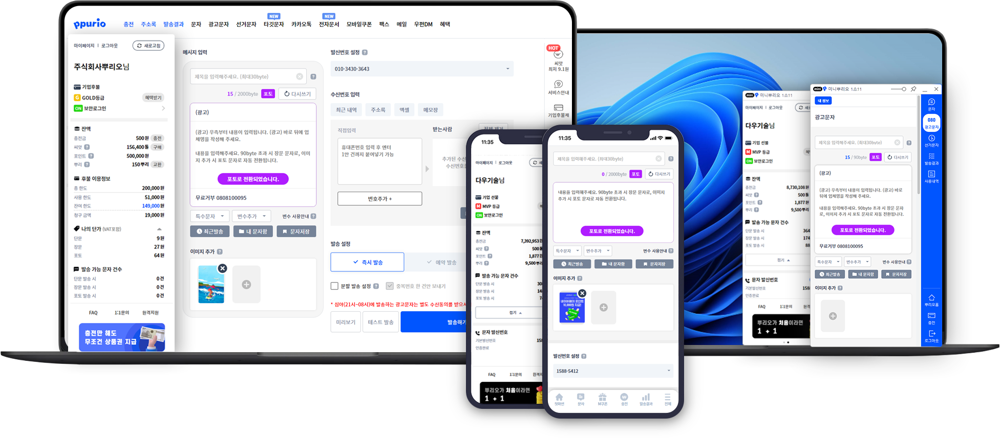 ppurio
충전 주소록 발송결과 문자 광고문자 선거문자 NEW 타깃문자 카카오톡 NEW 전자문서 모바일쿠폰 팩스 메일 우편DM 혜택
마이페이지 | 로그아웃 새로고침
주식회사뿌리오님
기업후불
G GOLD등급 혜택받기
ON 보안로그인
잔액
충전금 500원 충전
씨앗 ? 156,400톨 구매
포인트 ? 500,000원
뿌리 ? 150뿌리 교환
후불 이용정보
총 한도 200,000원
사용 한도 51,000원
잔여 한도 149,000원
청구 금액 19,000원
나의 단가 (VAT포함)
단문 9원
장문 27원
포토 64원
발송 가능 문자 건수
단문 발송 시 0건
장문 발송 시 0건
포토 발송 시 0건
FAQ 1:1문의 원격지원
충전만 해도
무조건 상품권 지급
메시지 입력
제목을 입력해주세요. (최대30byte) ?
15 / 2000byte 포토 다시쓰기
(광고)
(광고) 우측부터 내용이 입력됩니다. (광고) 바로 뒤에 업
체명을 작성해 주세요.
내용을 입력해주세요. 90byte 초과 시 장문 문자로, 이미
지 추가 시 포토 문자로 자동 전환됩니다.
포토로 전환되었습니다.
무료거부 0808100095
특수문자 변수추가 변수 사용안내 ?
최근발송 내 문자함 문자저장
이미지 추가 ?
발신번호 설정 ?
010-3430-3643
수신번호 입력
최근 내역 주소록 엑셀 메모장
직접입력
휴대폰번호 입력 후 엔터
1만 건까지 붙여넣기 가능
번호추가 +
받는사람 전체 제거
추가된 수신
수신번호를
발송 설정
즉시 발송 예약 발송
분할 발송 설정 ? 중복번호 한 건만 보내기
* 심야(21시~08시)에 발송하는 광고문자는 별도 수신동의를 받으시
미리보기 테스트 발송 발송하기
HOT
씨앗
최저 9.1원
서비스안내
기업후불제
11:35
마이페이지 | 로그아웃 새
다우기술님
기업 선불
M MVP 등급
ON 보안로그인
잔액
충전금 7,392,953원
씨앗 ? 500톨
포인트 ? 1,877원
뿌리 ? 9,500뿌리
발송 가능 문자 건수
단문 발송 시 308
장문 발송 시 148
포토 발송 시 74
접기
문자 발신번호
기본발신번호 158
인증완료
FAQ 1:1문의 원격지
뿌리오가 처음이라면
1 + 1
11:35
제목을 입력해주세요. (최대30byte) ?
0 / 2000byte 포토 다시쓰기
내용을 입력해주세요. 90byte 초과 시 장문 문자로, 이미지
추가 시 포토 문자로 자동 전환됩니다.
포토로 전환되었습니다.
특수문자 변수추가 변수 사용안내 ?
최근발송 내 문자함 문자저장
이미지 추가 ?
네이버페이 포인트
10,000원 지급!
발신번호 설정 ?
1588-5412
첫화면 문자 M쿠폰 충전 발송결과 전체
mini 미니뿌리오 1.0.11
마이페이지 | 로그아웃 새로
다우기술님
기업 선불
M MVP 등급
ON 보안로그인
잔액
충전금 8,730,108원
씨앗 ? 500톨
포인트 ? 1,877원
뿌리 ? 9,500뿌리
발송 가능 문자 건수
단문 발송 시 364
장문 발송 시 174
포토 발송 시 88
접기
문자 발신번호
기본발신번호 1588
인증완료
FAQ 1:1문의 원격
뿌리오가 처음이라면
1 + 1
mini 미니뿌리오 1.0.11
내 정보
광고문자
제목을 입력해주세요. (최대30byte) ?
15 / 90byte 포토 다시쓰기
(광고)
(광고) 우측부터 내용이 입력됩니다. (광고) 바로
뒤에 업체명을 작성해 주세요.
내용을 입력해주세요. 90byte 초과 시 장문 문자
로, 이미지 추가 시 포토 문자로 자동 전환됩니다.
포토로 전환되었습니다.
무료거부 0808100095
특수문자 변수추가 변수 사용안내 ?
최근발송 내 문자함 문자저장
이미지 추가 ?
문자
080
광고문자
선거문자
발송결과
사용내역
뿌리오홈
충전
로그아웃